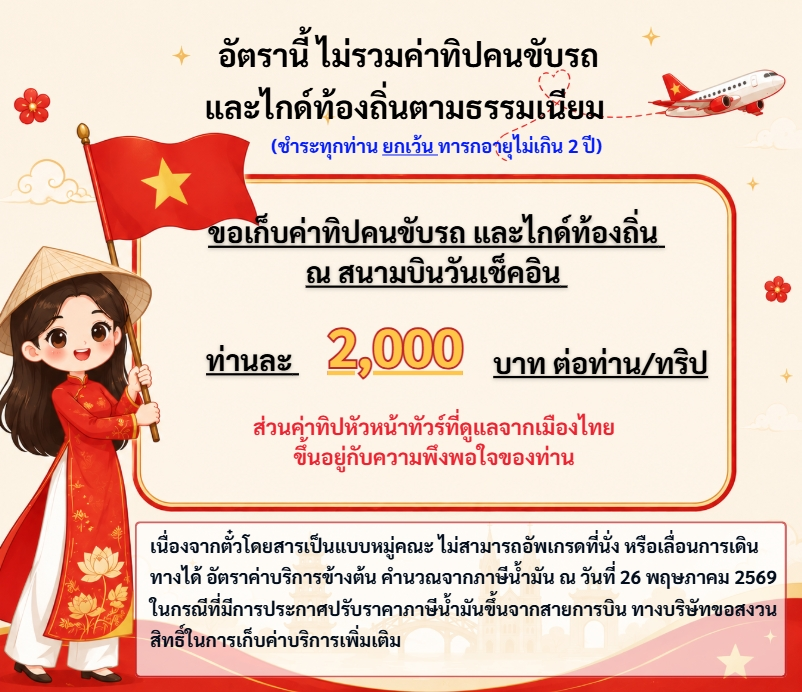 อัตรานี้ ไม่รวมค่าทิปคนขับรถ
และไกด์ท้องถิ่นตามธรรมเนียม
(ชำระทุกท่าน ยกเว้น ทารกอายุไม่เกิน 2 ปี)
ขอเก็บค่าทิปคนขับรถ และไกด์ท้องถิ่น
ณ สนามบินวันเช็คอิน
ท่านละ 2,000 บาท ต่อท่าน/ทริป
ส่วนค่าทิปหัวหน้าทัวร์ที่ดูแลจากเมืองไทย
ขึ้นอยู่กับความพึงพอใจของท่าน
เนื่องจากตั๋วโดยสารเป็นแบบหมู่คณะ ไม่สามารถอัพเกรดที่นั่ง หรือเลื่อนการเดิน
ทางได้ อัตราค่าบริการข้างต้น คำนวณจากภาษีน้ำมัน ณ วันที่ 26 พฤษภาคม 2569
ในกรณีที่มีการประกาศปรับราคาภาษีน้ำมันขึ้นจากสายการบิน ทางบริษัทขอสงวน
สิทธิ์ในการเก็บค่าบริการเพิ่มเติม